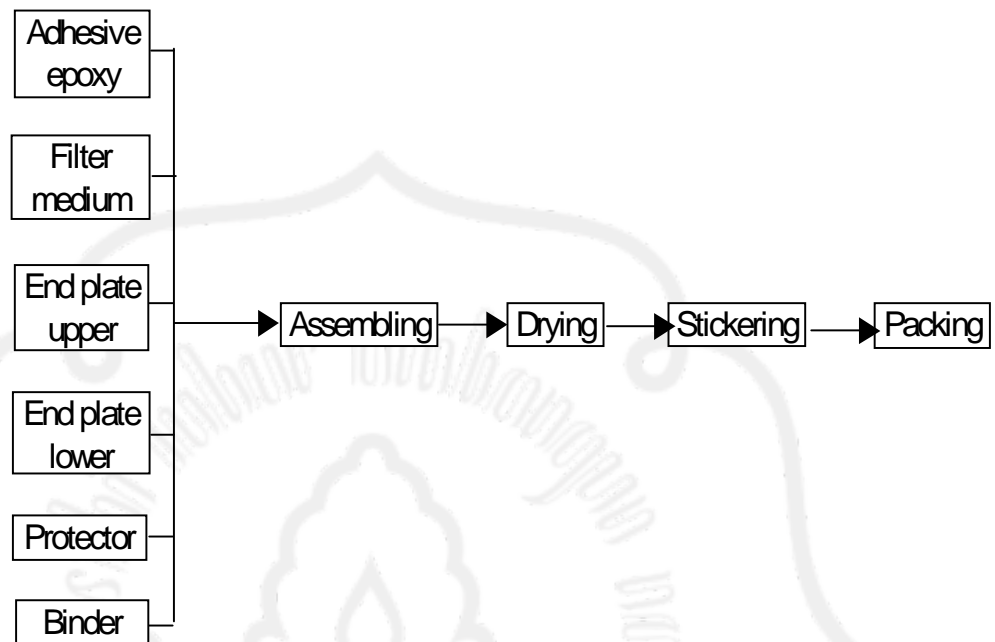 Adhesive
epoxy
Filter
medium
End plate
upper
Assembling
Drying
Stickering
Packing
End plate
lower
Protector
Binder